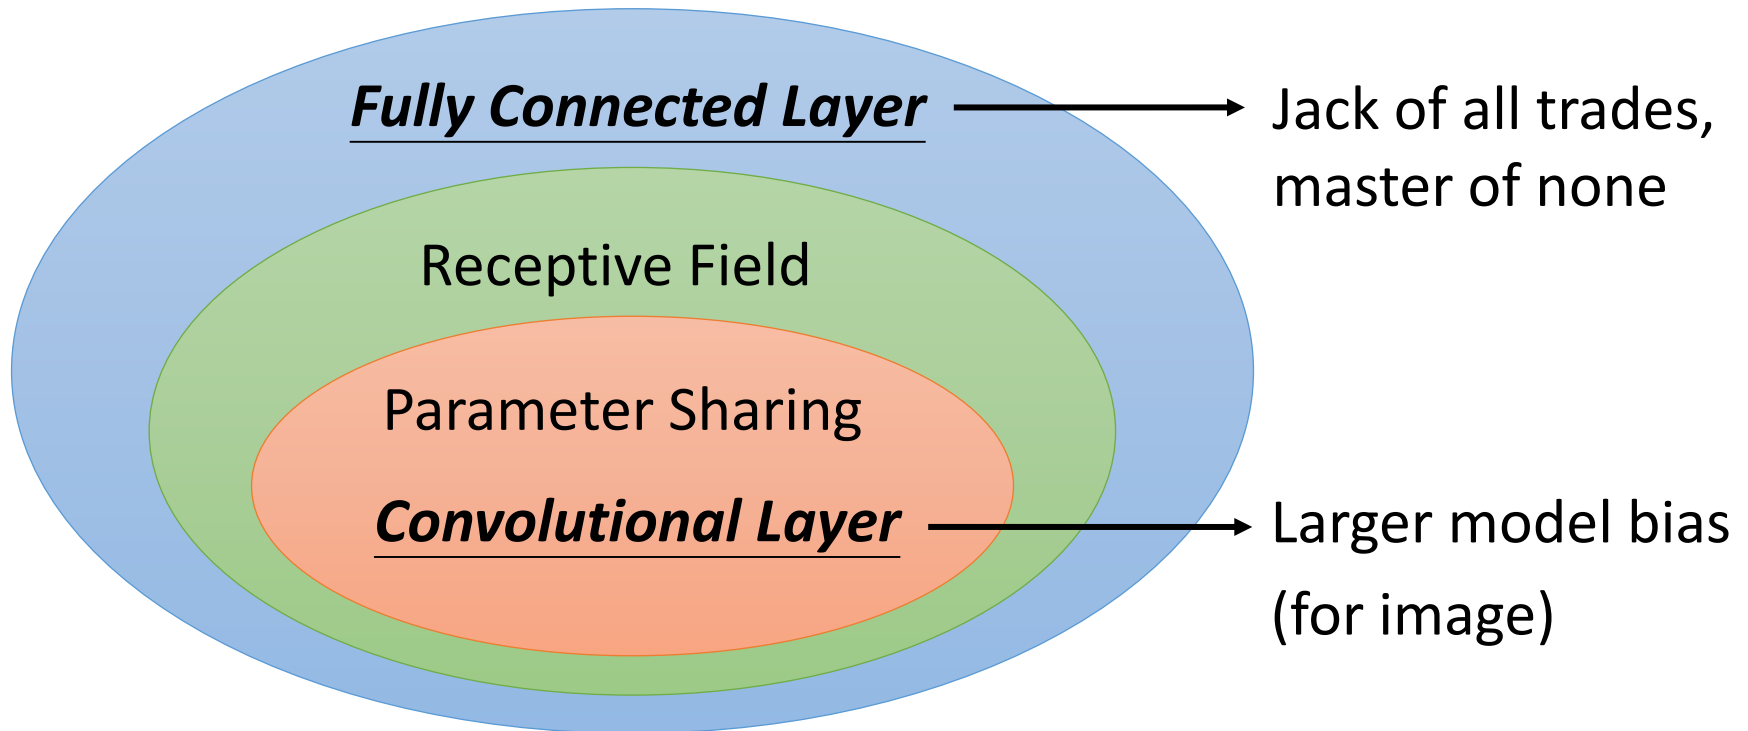 Fully Connected Layer
Jack of all trades,
master of none
Receptive Field
Parameter Sharing
Convolutional Layer
Larger model bias
(for image)